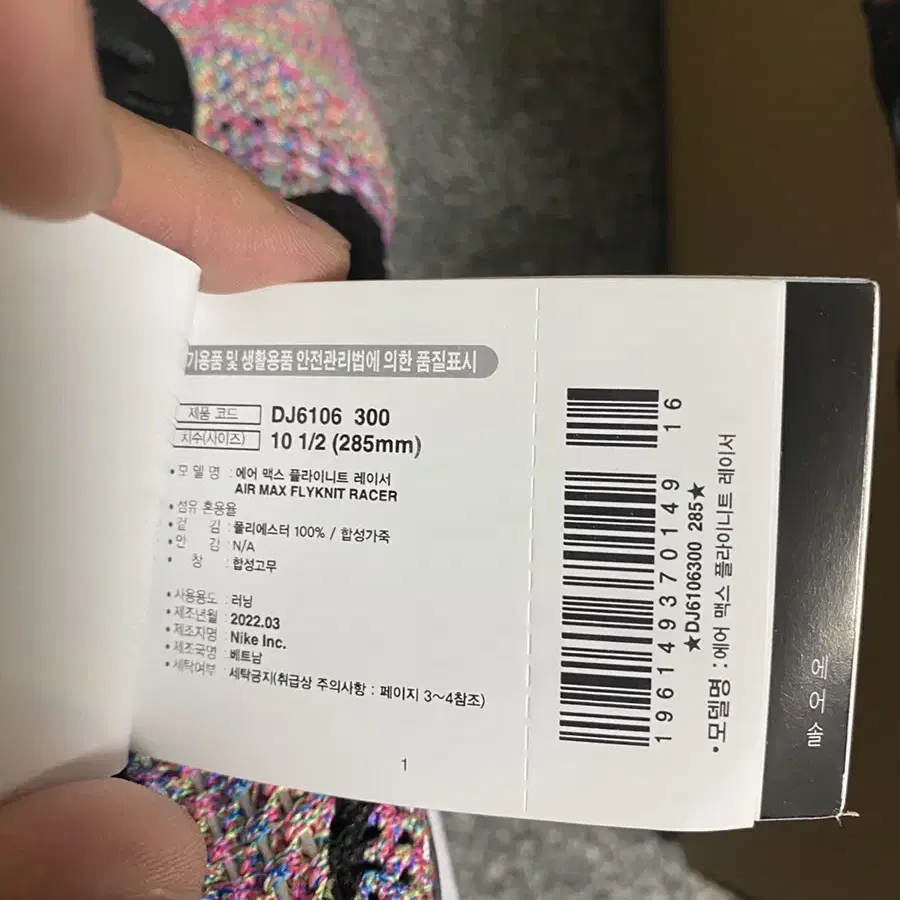 기용품 및 생활용품 안전관리법에 의한 품질표시
제품 코드 DJ6106 300
치수(사이즈) 10 1/2 (285mm)
• 모 델 명 : 에어 맥스 플라이니트 레이서
AIR MAX FLYKNIT RACER
• 섬유 혼용율
• 겉 감 : 폴리에스터 100% / 합성가죽
• 안 감 : N/A
• 창 : 합성고무
• 사용용도 : 러닝
• 제조년월 : 2022.03
• 제조자명 : Nike Inc.
• 제조국명 : 베트남
• 세탁여부 : 세탁금지(취급상 주의사항 : 페이지 3~4참조)
1
196149370149
16
★DJ6106300 285★
• 모델명 : 에어 맥스 플라이니트 레이서
에어솔